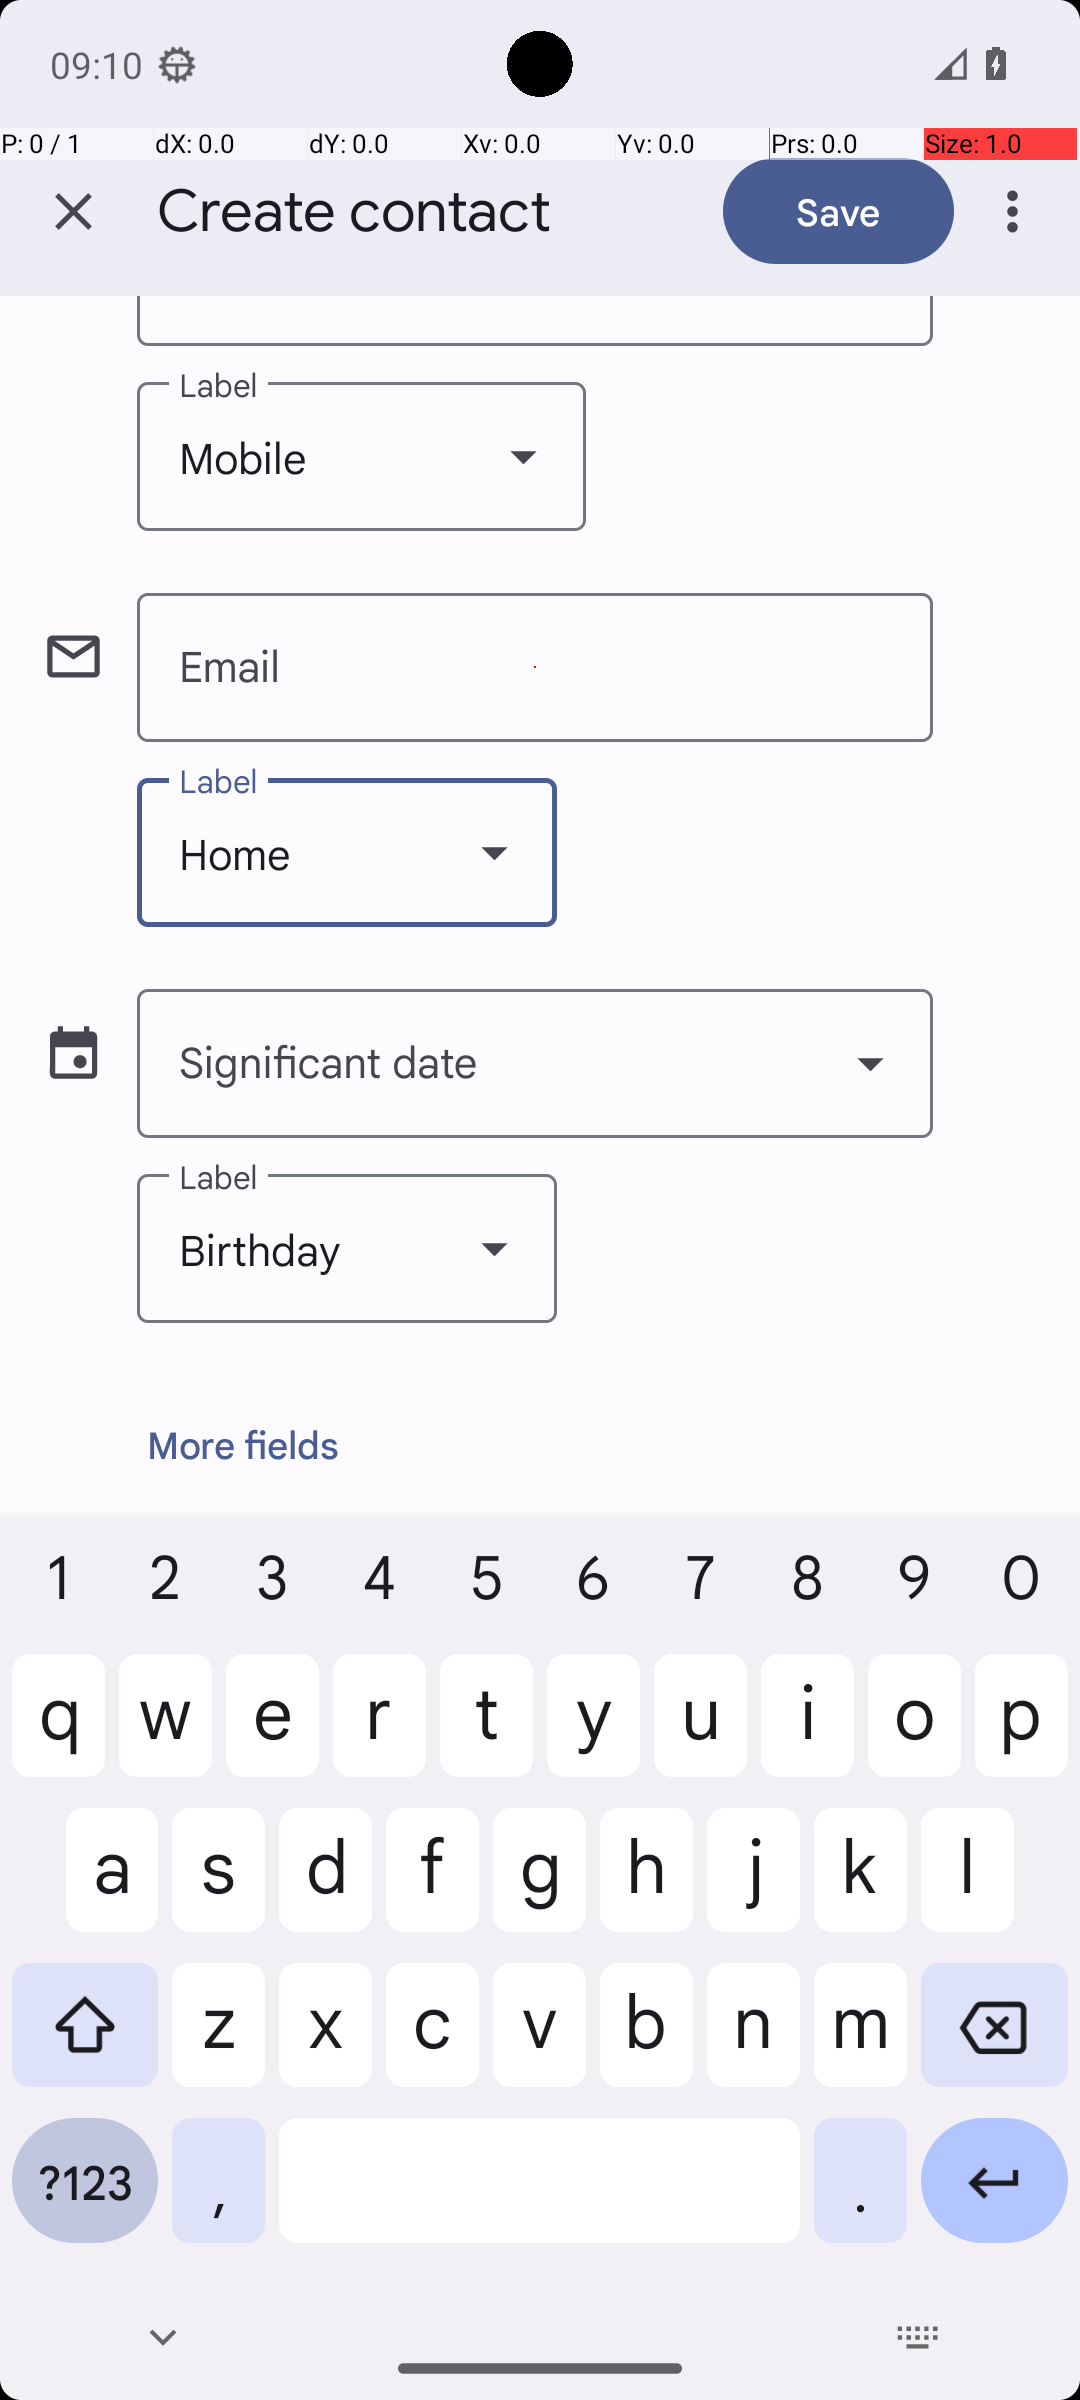 09:10
P: 0 / 1 dX: 0.0 dY: 0.0 Xv: 0.0 Yv: 0.0 Prs: 0.0 Size: 1.0
Create contact Save
Label
Mobile
Email
Label
Home
Significant date
Label
Birthday
More fields
1 2 3 4 5 6 7 8 9 0
q w e r t y u i o p
a s d f g h j k l
z x c v b n m
?123 , .